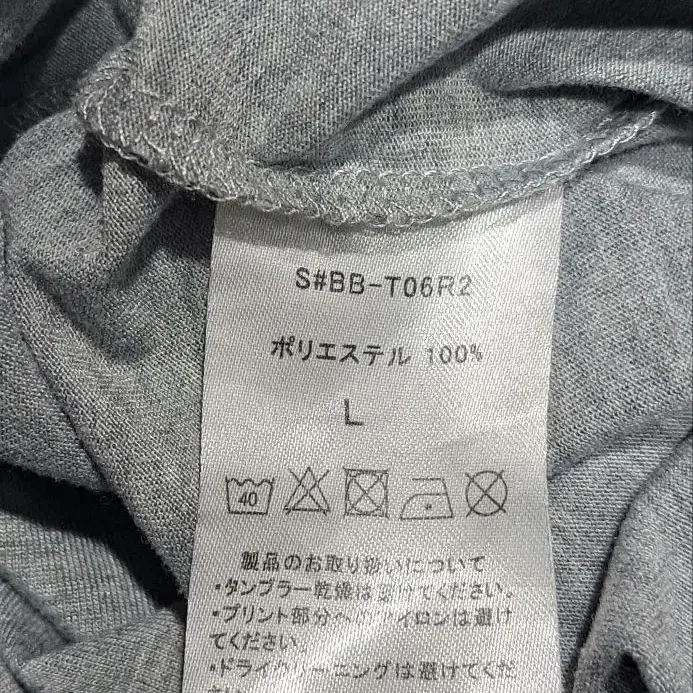 S#BB-T06R2
ポリエステル 100%
L
40
製品のお取り扱いについて
・タンブラー乾燥は避けてください。
・プリント部分へのアイロンは避け
てください
・ドライクリーニングは避けてくだ
さい